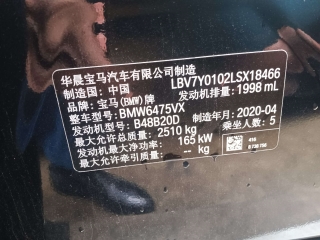 华晨宝马汽车有限公司制造
制造国：中国 LBV7Y0102LSX18466
品牌：宝马(BMW)牌 发动机排量：1998 mL
整车型号：BMW6475VX
发动机型号：B48B20D 制造年月：2020-04
最大允许总质量：2510 kg 乘坐人数：5
发动机最大净功率：165 kW
最大允许牵引质量：-- kg